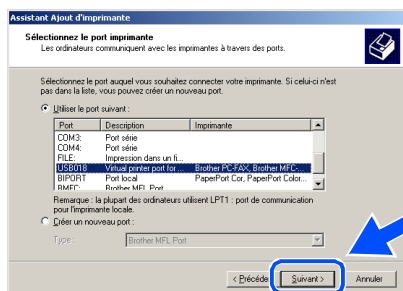 Assistant Ajout d'imprimante
Sélectionnez le port imprimante
Les ordinateurs communiquent avec les imprimantes à travers des ports.
Sélectionnez le port auquel vous souhaitez connecter votre imprimante. Si celui-ci n'est
pas dans la liste, vous pouvez créer un nouveau port.
Utiliser le port suivant :
Port Description Imprimante
COM3: Port série
COM4: Port série
FILE: Impression dans un fi...
USB018 Virtual printer port for ... Brother PC-FAX, Brother MFC-...
BIPORT Port local PaperPort Cor, PaperPort Color...
BMFC: Brother MFL Port
Remarque : la plupart des ordinateurs utilisent LPT1 : port de communication
pour l'imprimante locale.
Créer un nouveau port :
Type : Brother MFL Port
< Précéde Suivant > Annuler